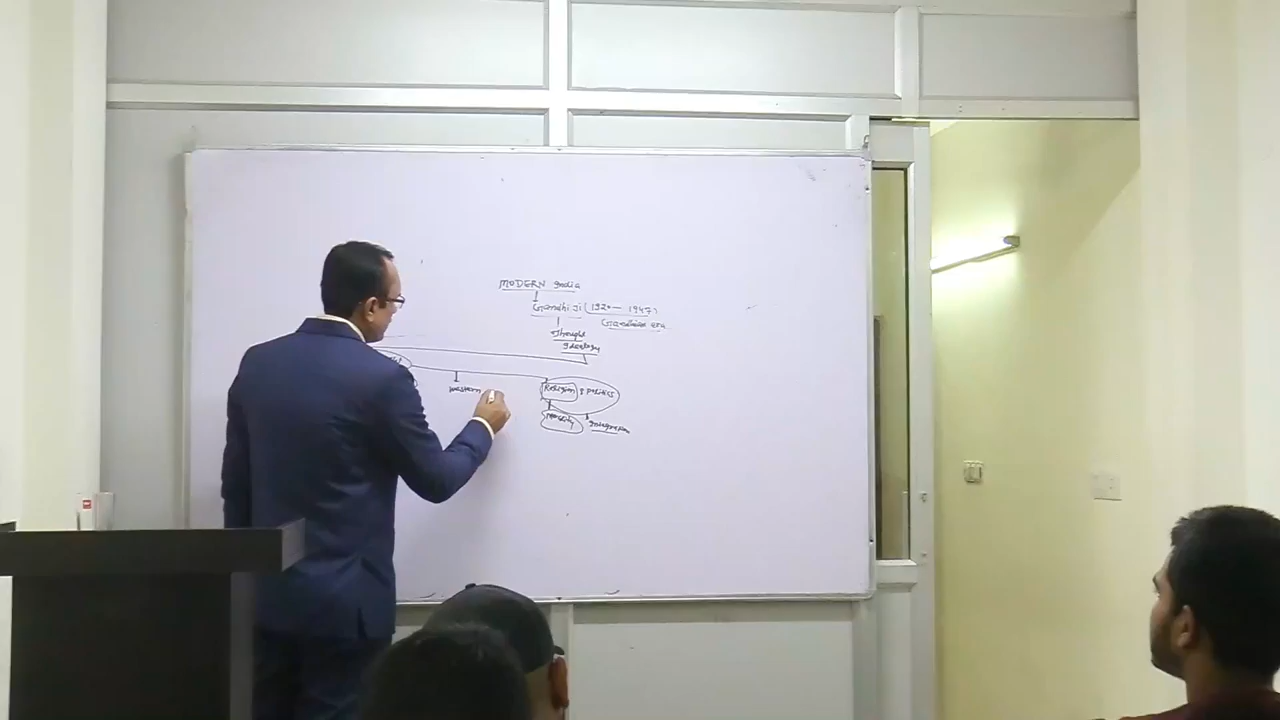 MODERN India
Gandhi Ji (1920 — 1947)
Gandhian era
Thought
Ideology
Western
Religion & Politics
Morality
Integration